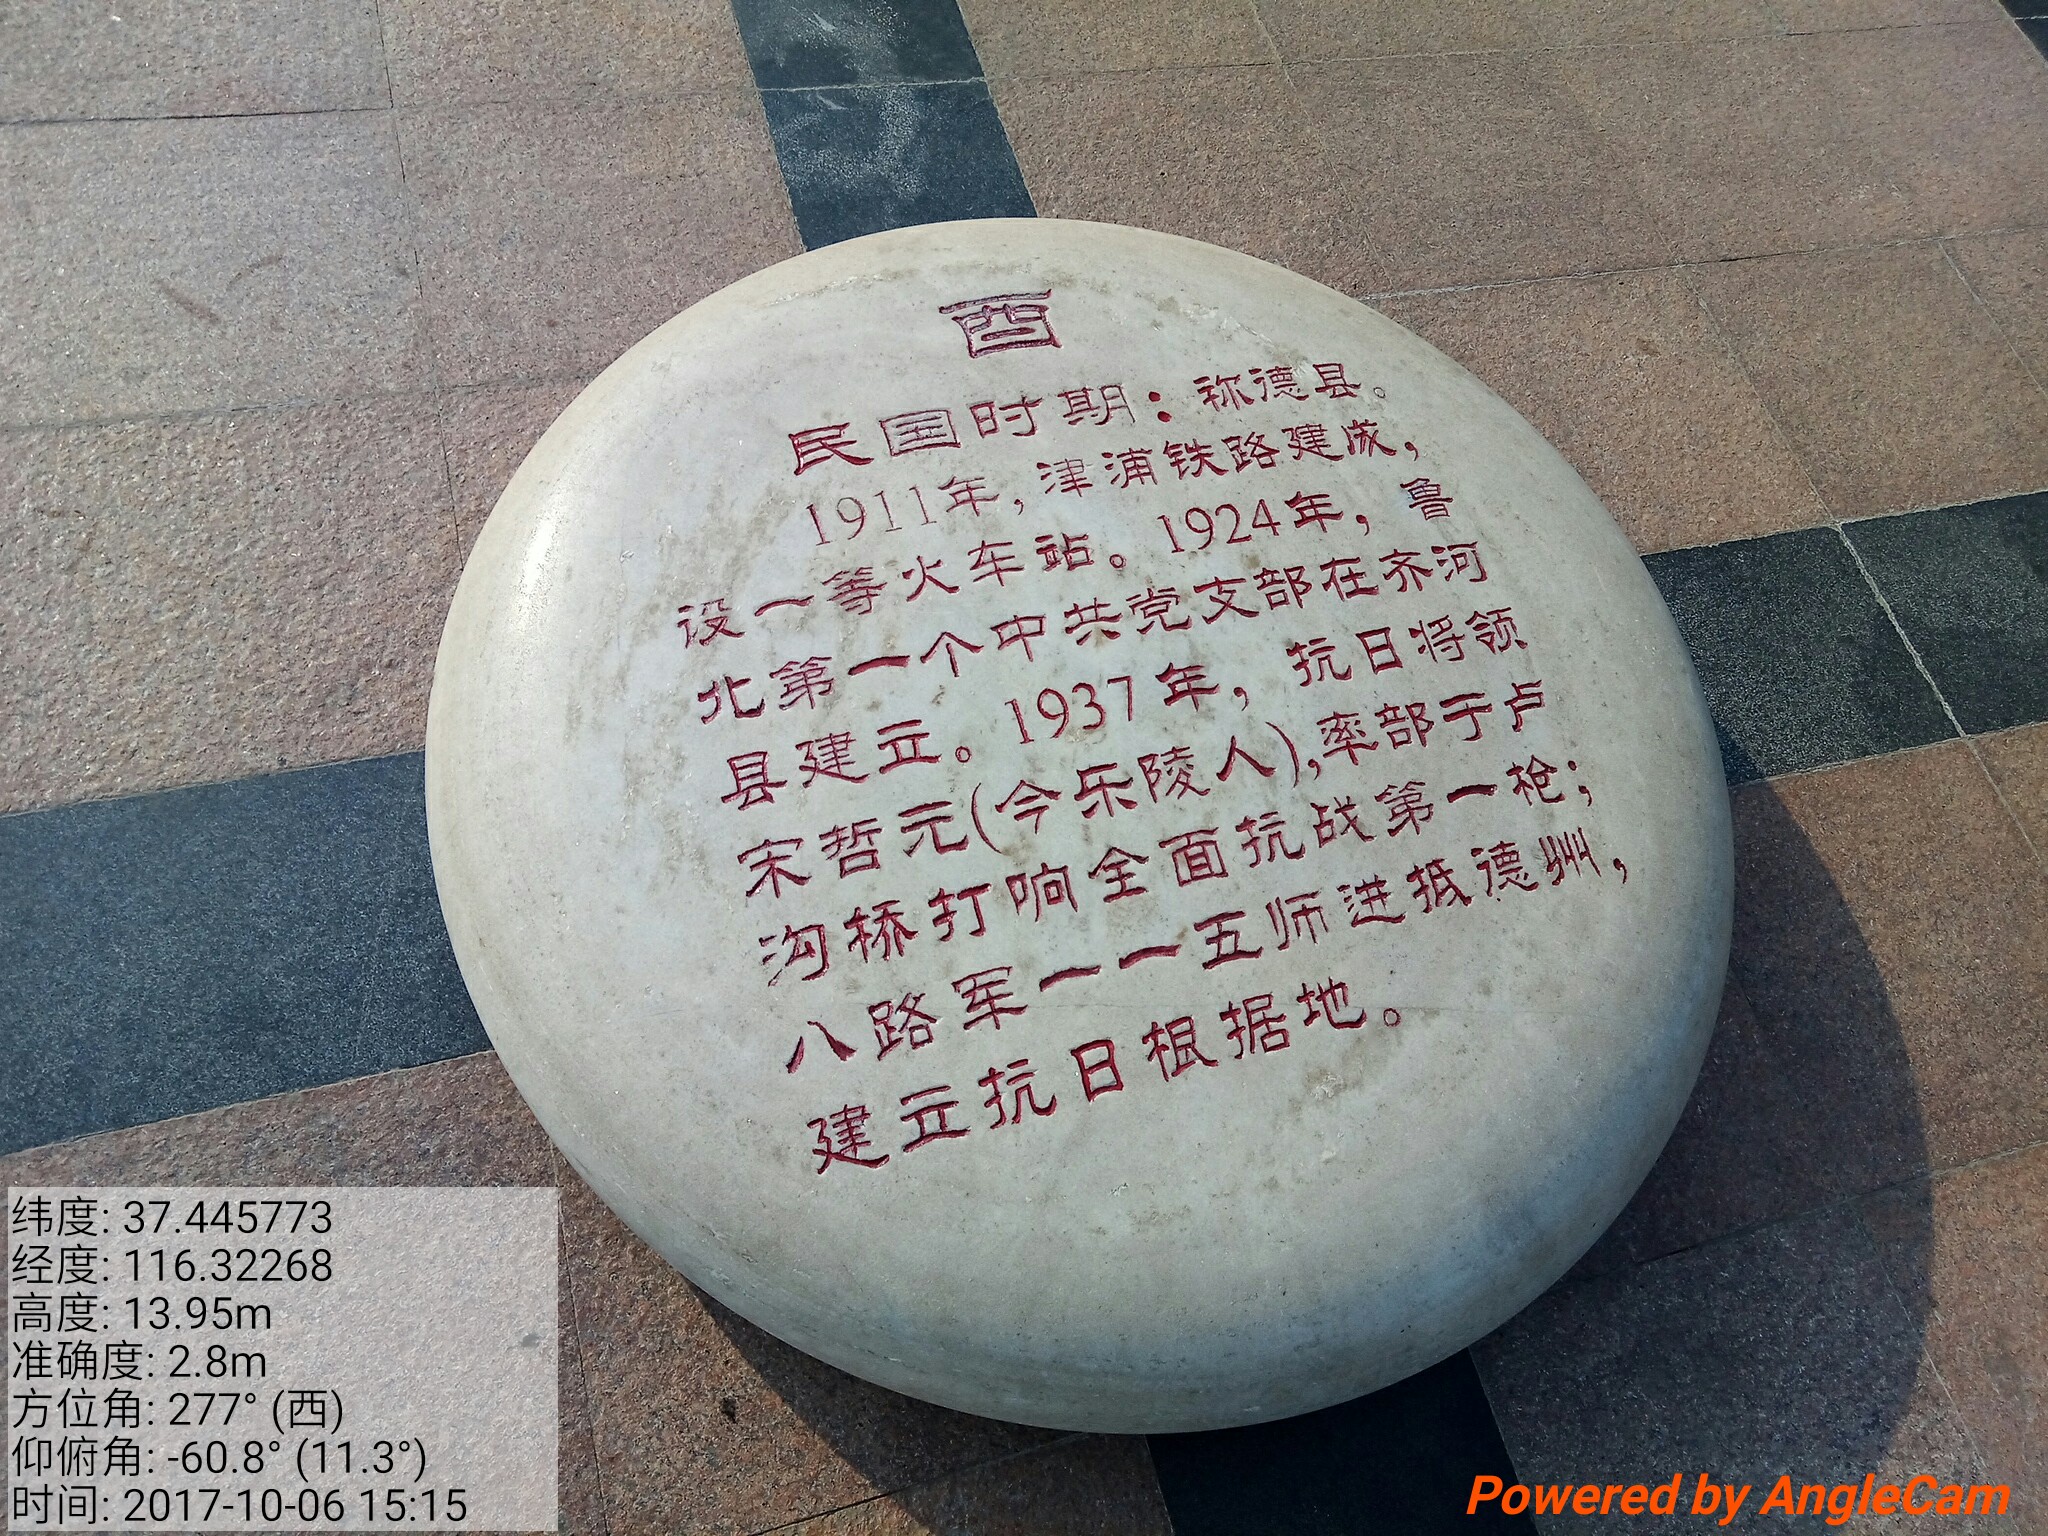 西
民国时期：称德县。
1911年，津浦铁路建成，
设一等火车站。1924年，鲁
北第一个中共党支部在齐河
县建立。1937年，抗日将领
宋哲元(今乐陵人),率部于卢
沟桥打响全面抗战第一枪；
八路军一一五师进抵德州，
建立抗日根据地。
纬度: 37.445773
经度: 116.32268
高度: 13.95m
准确度: 2.8m
方位角: 277° (西)
仰俯角: -60.8° (11.3°)
时间: 2017-10-06 15:15
Powered by AngleCam